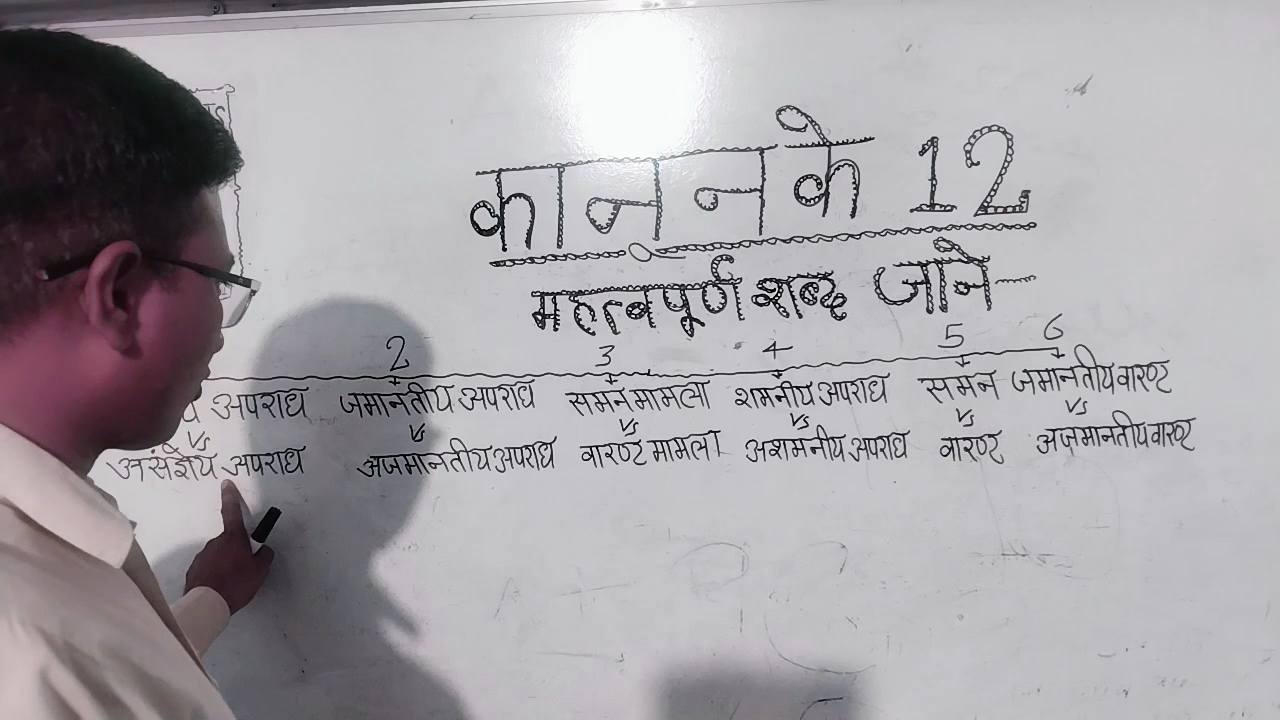 कानून के 12
महत्वपूर्ण शब्द जाने
2 3 4 5 6
अपराध जमानतीय अपराध समन मामला शमनीय अपराध समन जमानतीय वारण्ट
vs vs vs vs vs vs
असंज्ञेय अपराध अजमानतीय अपराध वारण्ट मामला अशमनीय अपराध वारण्ट अजमानतीय वारण्ट